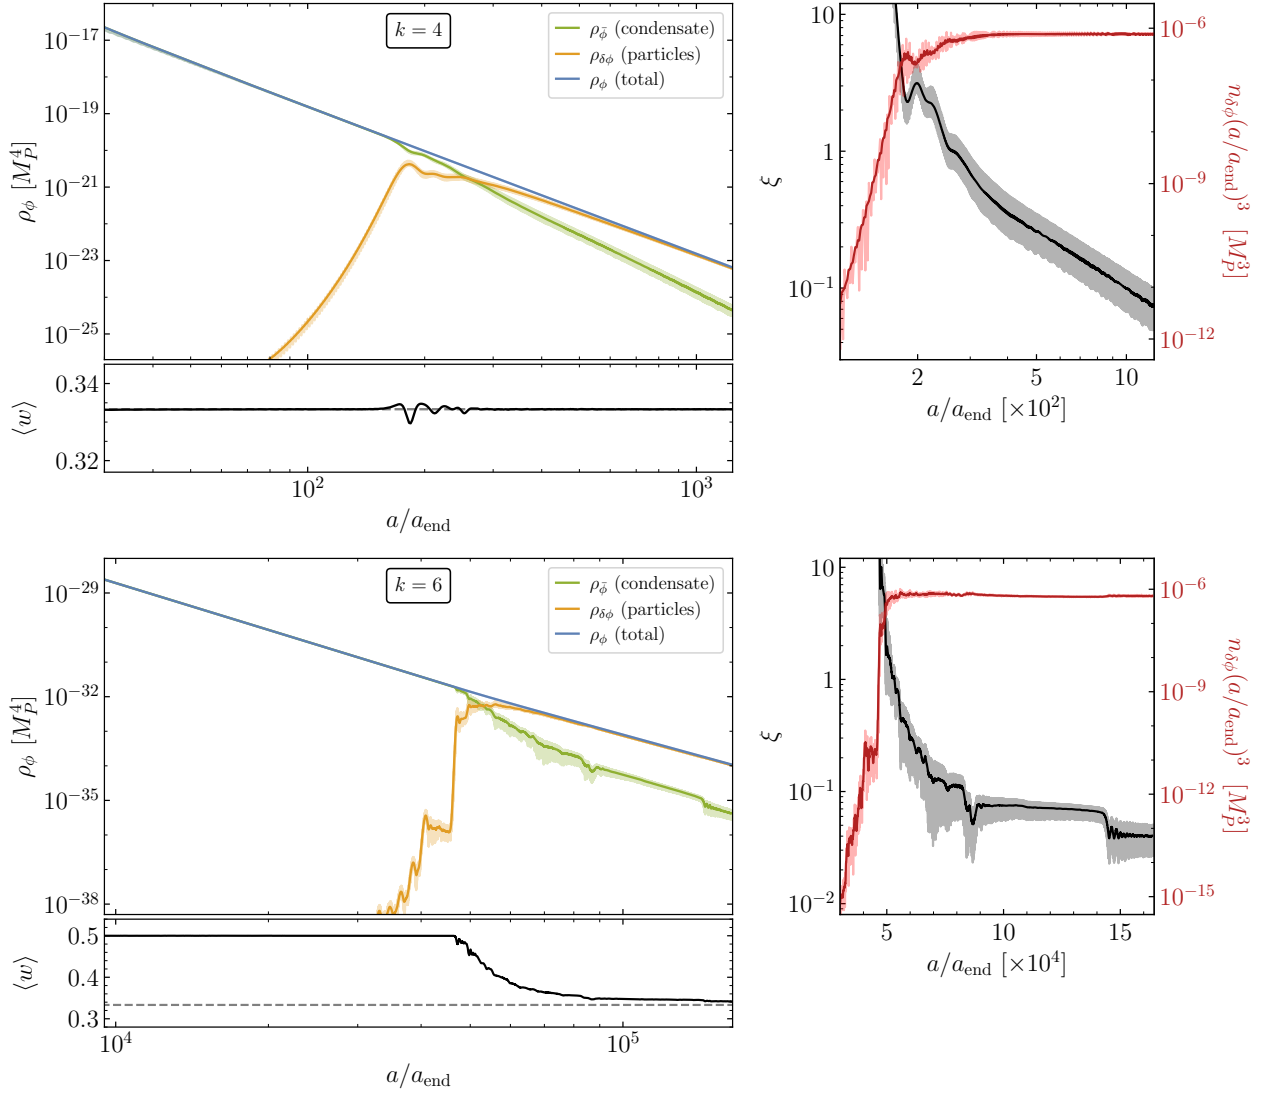 k = 4
ρ_ϕ̄ (condensate)
ρ_δϕ (particles)
ρ_ϕ (total)
10^−17
10^−19
10^−21
10^−23
10^−25
ρ_ϕ [M_P^4]
0.34
0.32
⟨w⟩
10^2
10^3
a/a_end
10
1
10^−1
ξ
10^−6
10^−9
10^−12
n_δϕ(a/a_end)^3 [M_P^3]
2
5
10
a/a_end [×10^2]
k = 6
ρ_ϕ̄ (condensate)
ρ_δϕ (particles)
ρ_ϕ (total)
10^−29
10^−32
10^−35
10^−38
ρ_ϕ [M_P^4]
0.5
0.4
0.3
⟨w⟩
10^4
10^5
a/a_end
10
1
10^−1
10^−2
ξ
10^−6
10^−9
10^−12
10^−15
n_δϕ(a/a_end)^3 [M_P^3]
5
10
15
a/a_end [×10^4]